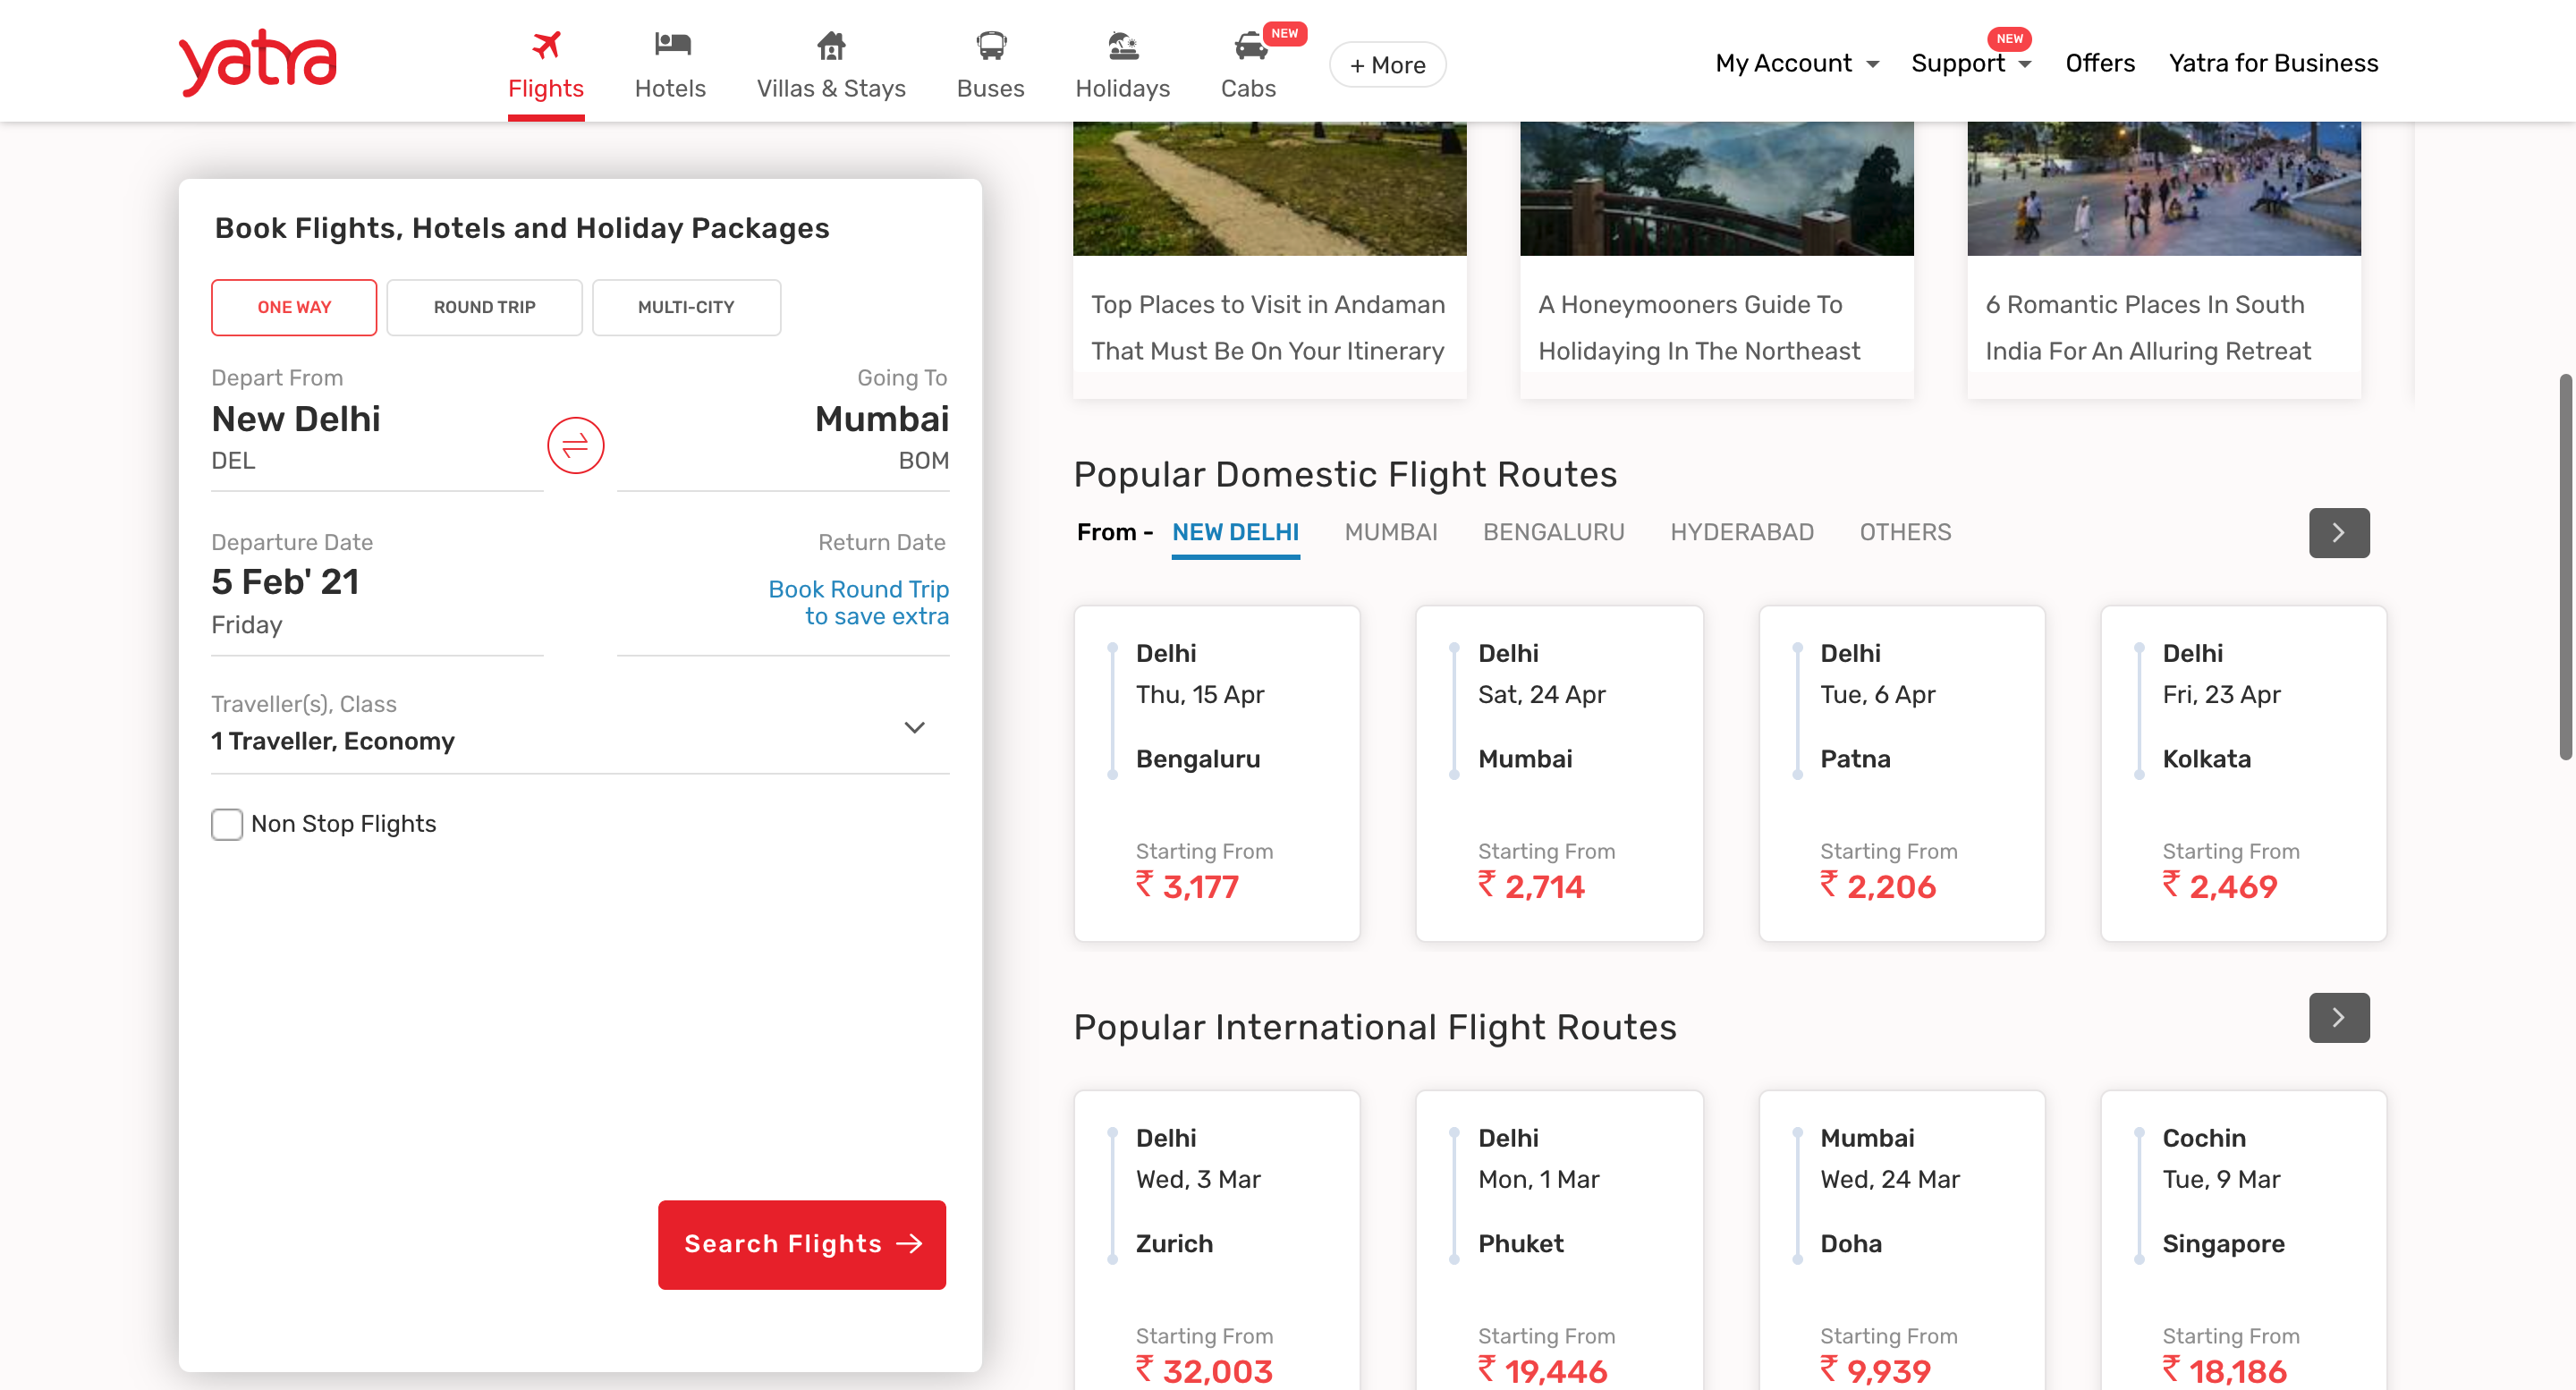 yatra
Flights
Hotels
Villas & Stays
Buses
Holidays
NEW
Cabs
+ More
My Account
NEW
Support
Offers
Yatra for Business
Book Flights, Hotels and Holiday Packages
ONE WAY
ROUND TRIP
MULTI-CITY
Depart From
New Delhi
DEL
Going To
Mumbai
BOM
Departure Date
5 Feb' 21
Friday
Return Date
Book Round Trip
to save extra
Traveller(s), Class
1 Traveller, Economy
Non Stop Flights
Search Flights
Top Places to Visit in Andaman
That Must Be On Your Itinerary
A Honeymooners Guide To
Holidaying In The Northeast
6 Romantic Places In South
India For An Alluring Retreat
Popular Domestic Flight Routes
From - NEW DELHI MUMBAI BENGALURU HYDERABAD OTHERS
Delhi
Thu, 15 Apr
Bengaluru
Starting From
₹ 3,177
Delhi
Sat, 24 Apr
Mumbai
Starting From
₹ 2,714
Delhi
Tue, 6 Apr
Patna
Starting From
₹ 2,206
Delhi
Fri, 23 Apr
Kolkata
Starting From
₹ 2,469
Popular International Flight Routes
Delhi
Wed, 3 Mar
Zurich
Starting From
₹ 32,003
Delhi
Mon, 1 Mar
Phuket
Starting From
₹ 19,446
Mumbai
Wed, 24 Mar
Doha
Starting From
₹ 9,939
Cochin
Tue, 9 Mar
Singapore
Starting From
₹ 18,186